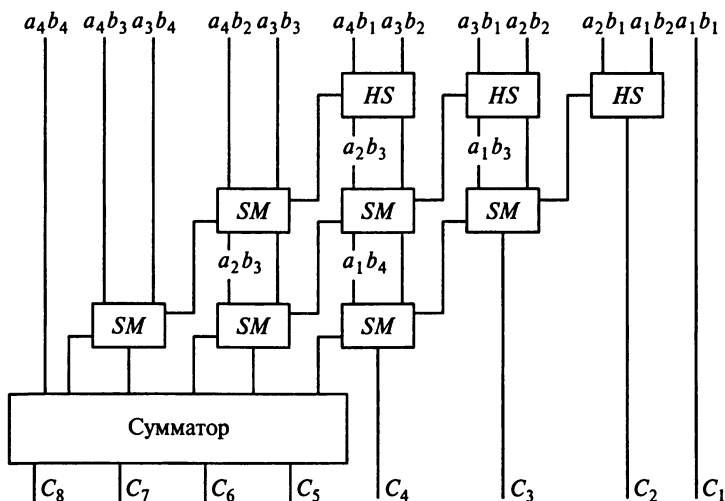 a₄b₄ a₄b₃ a₃b₄ a₄b₂ a₃b₃ a₄b₁ a₃b₂ a₃b₁ a₂b₂ a₂b₁ a₁b₂ a₁b₁
HS HS HS
a₂b₃ a₁b₃
SM SM SM
a₂b₃ a₁b₄
SM SM SM
Сумматор
C₈ C₇ C₆ C₅ C₄ C₃ C₂ C₁